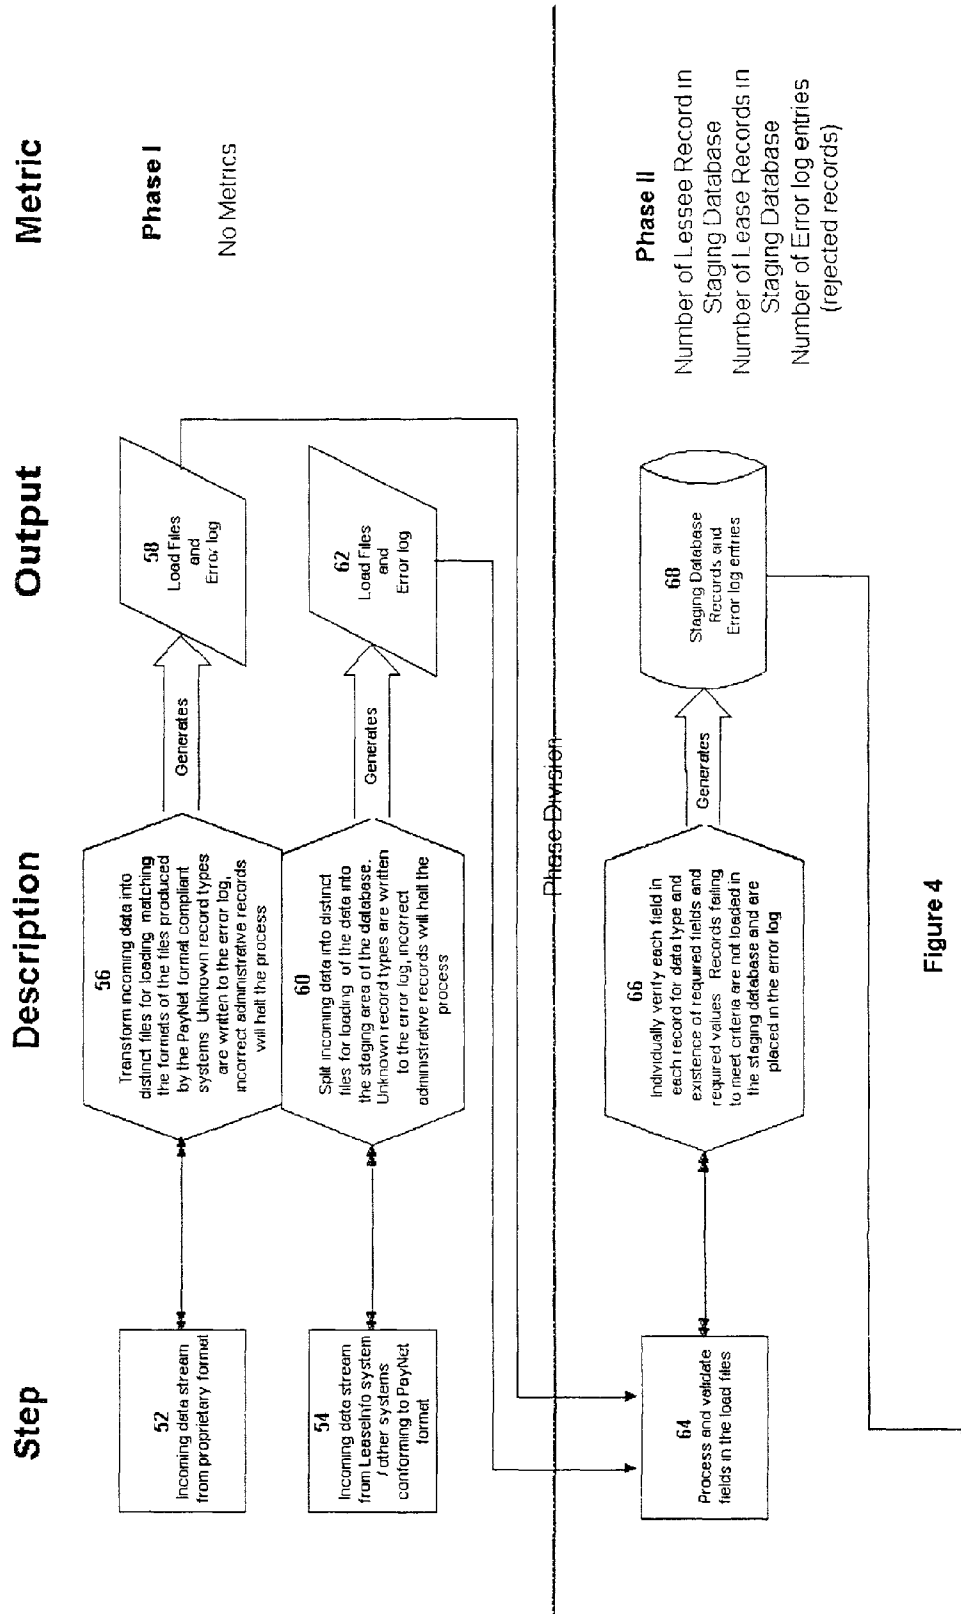 Step
Description
Output
Metric
52
Incoming data stream
from proprietary format
56
Transform incoming data into
distinct files for loading matching
the formats of the files produced
by the PayNet format compliant
systems Unknown record types
are written to the error log,
incorrect administrative records
will halt the process
Generates
58
Load Files
and
Error log
Phase I
No Metrics
54
Incoming data stream
from LeaseInfo system
/ other systems
conforming to PayNet
format
60
Split incoming data into distinct
files for loading of the data into
the staging area of the database.
Unknown record types are written
to the error log, incorrect
administrative records will halt the
process
Generates
62
Load Files
and
Error log
Phase Division
64
Process and validate
fields in the load files
66
Individually verify each field in
each record for data type and
existence of required fields and
required values Records failing
to meet criteria are not loaded in
the staging database and are
placed in the error log
Generates
68
Staging Database
Records and
Error log entries
Phase II
Number of Lessee Record in
Staging Database
Number of Lease Records in
Staging Database
Number of Error log entries
(rejected records)
Figure 4